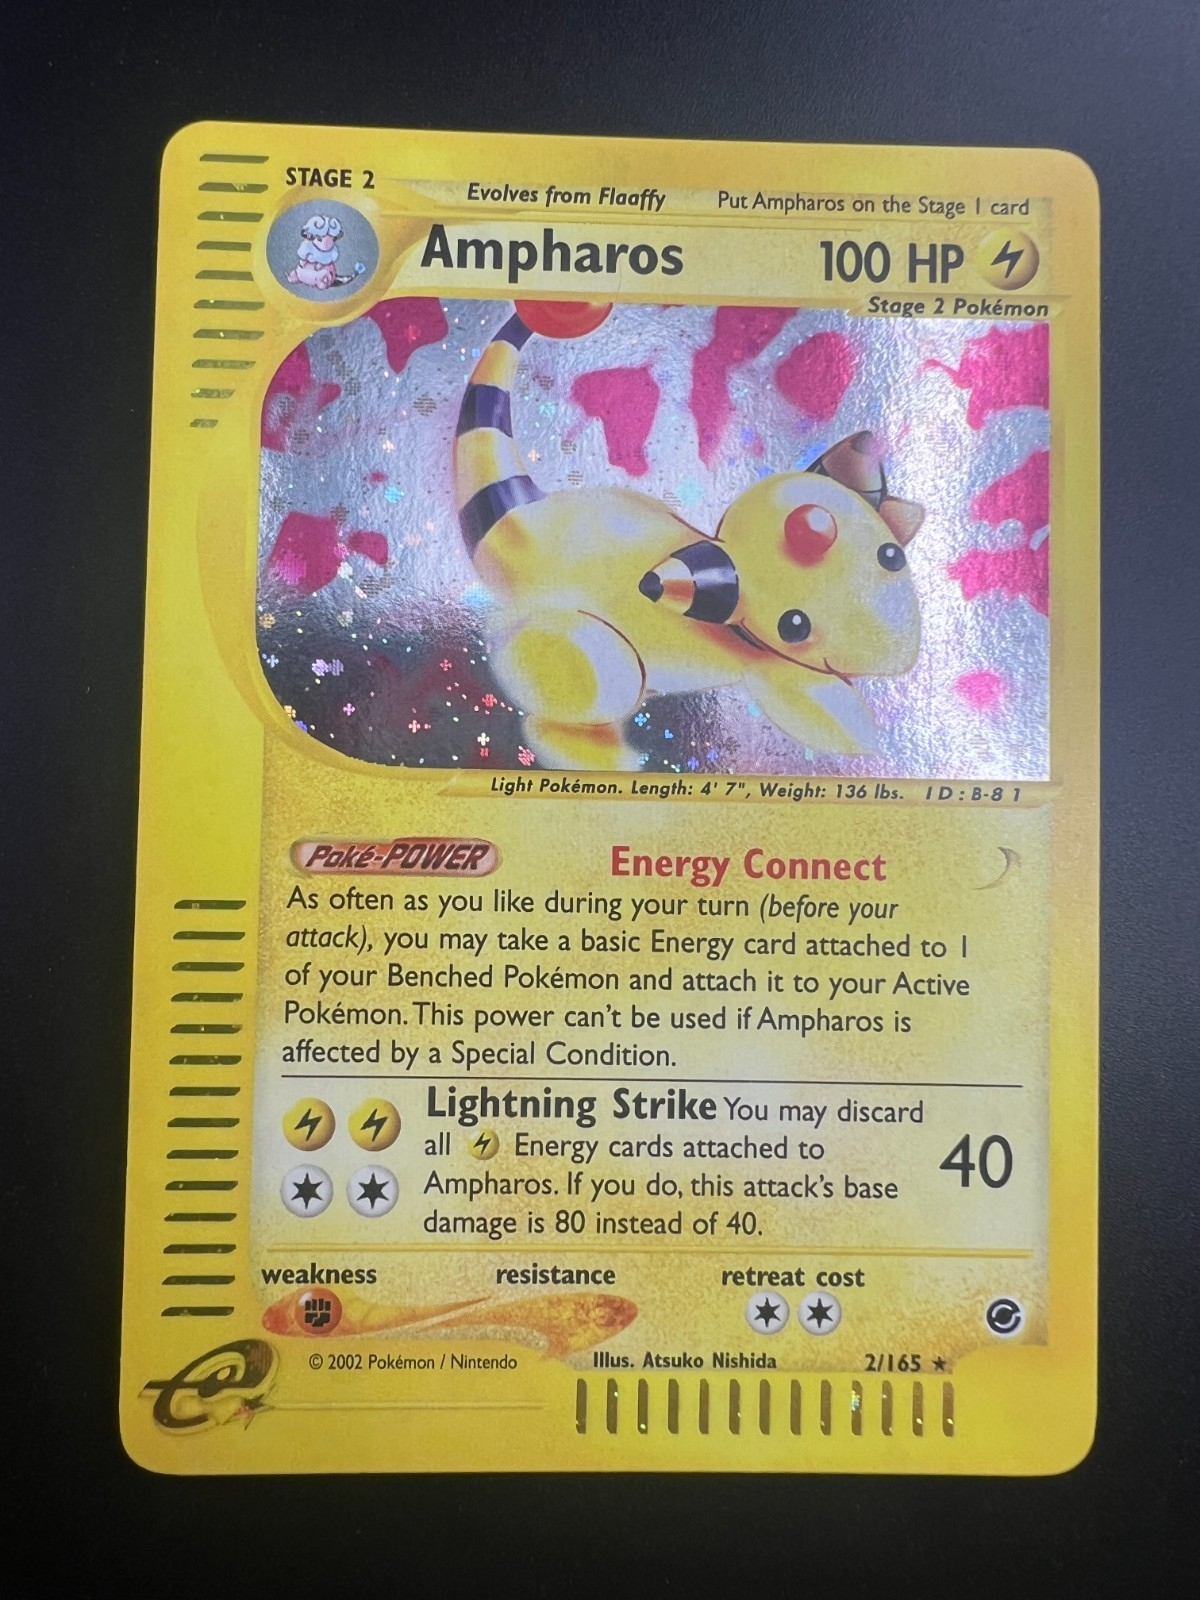 STAGE 2
Evolves from Flaaffy
Put Ampharos on the Stage 1 card
Ampharos
100 HP
Stage 2 Pokémon
Light Pokémon. Length: 4' 7", Weight: 136 lbs. ID: B-8 1
Poké-POWER
Energy Connect
As often as you like during your turn (before your
attack), you may take a basic Energy card attached to 1
of your Benched Pokémon and attach it to your Active
Pokémon. This power can't be used if Ampharos is
affected by a Special Condition.
Lightning Strike You may discard
all Energy cards attached to
Ampharos. If you do, this attack's base
damage is 80 instead of 40.
40
weakness
resistance
retreat cost
© 2002 Pokémon / Nintendo
Illus. Atsuko Nishida
2/165 ★
e